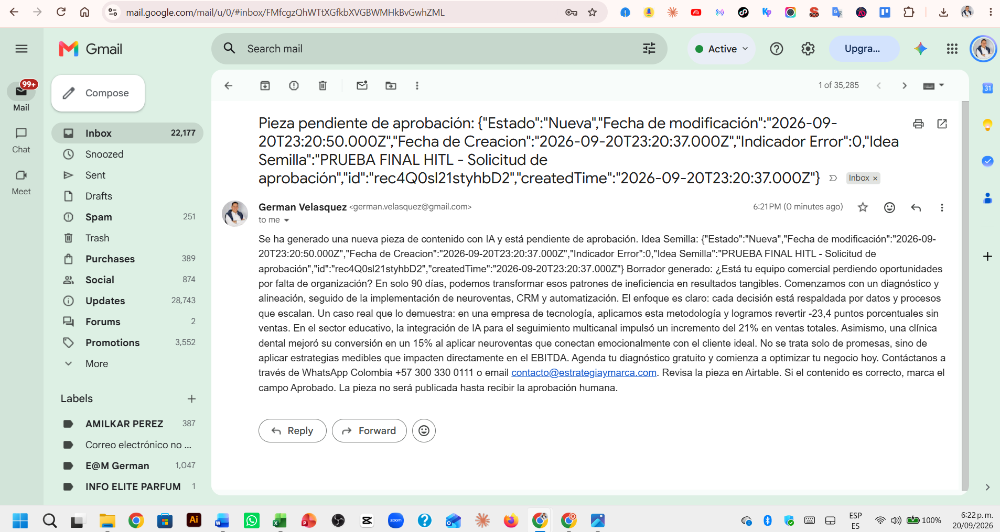 mail.google.com/mail/u/0/#inbox/FMfcgzQhWTtXGfkbXVGBWMHkBvGwhZML
Gmail
Search mail
Active
Upgra...
99+
Mail
Chat
Meet
Compose
Inbox 22,177
Snoozed
Sent
Drafts
Spam 251
Trash
Purchases 389
Social 874
Updates 28,743
Forums 2
Promotions 3,552
More
Labels
AMILKAR PEREZ 387
Correo electrónico no ...
E@M German 1,047
INFO ELITE PARFUM 1
1 of 35,285
Pieza pendiente de aprobación: {"Estado":"Nueva","Fecha de modificación":"2026-09-
20T23:20:50.000Z","Fecha de Creacion":"2026-09-20T23:20:37.000Z","Indicador Error":0,"Idea
Semilla":"PRUEBA FINAL HITL - Solicitud de
aprobación","id":"rec4Q0sl21styhbD2","createdTime":"2026-09-20T23:20:37.000Z"}
Inbox ×
German Velasquez <german.velasquez@gmail.com>
6:21 PM (0 minutes ago)
to me
Se ha generado una nueva pieza de contenido con IA y está pendiente de aprobación. Idea Semilla: {"Estado":"Nueva","Fecha de modificación":"2026-09-
20T23:20:50.000Z","Fecha de Creacion":"2026-09-20T23:20:37.000Z","Indicador Error":0,"Idea Semilla":"PRUEBA FINAL HITL - Solicitud de
aprobación","id":"rec4Q0sl21styhbD2","createdTime":"2026-09-20T23:20:37.000Z"} Borrador generado: ¿Está tu equipo comercial perdiendo oportunidades
por falta de organización? En solo 90 días, podemos transformar esos patrones de ineficiencia en resultados tangibles. Comenzamos con un diagnóstico y
alineación, seguido de la implementación de neuroventas, CRM y automatización. El enfoque es claro: cada decisión está respaldada por datos y procesos
que escalan. Un caso real que lo demuestra: en una empresa de tecnología, aplicamos esta metodología y logramos revertir -23,4 puntos porcentuales sin
ventas. En el sector educativo, la integración de IA para el seguimiento multicanal impulsó un incremento del 21% en ventas totales. Asimismo, una clínica
dental mejoró su conversión en un 15% al aplicar neuroventas que conectan emocionalmente con el cliente ideal. No se trata solo de promesas, sino de
aplicar estrategias medibles que impacten directamente en el EBITDA. Agenda tu diagnóstico gratuito y comienza a optimizar tu negocio hoy. Contáctanos a
través de WhatsApp Colombia +57 300 330 0111 o email contacto@estrategiaymarca.com. Revisa la pieza en Airtable. Si el contenido es correcto, marca el
campo Aprobado. La pieza no será publicada hasta recibir la aprobación humana.
Reply
Forward
31
Ai
zoom
ESP
ES
100%
6:22 p. m.
20/09/2026